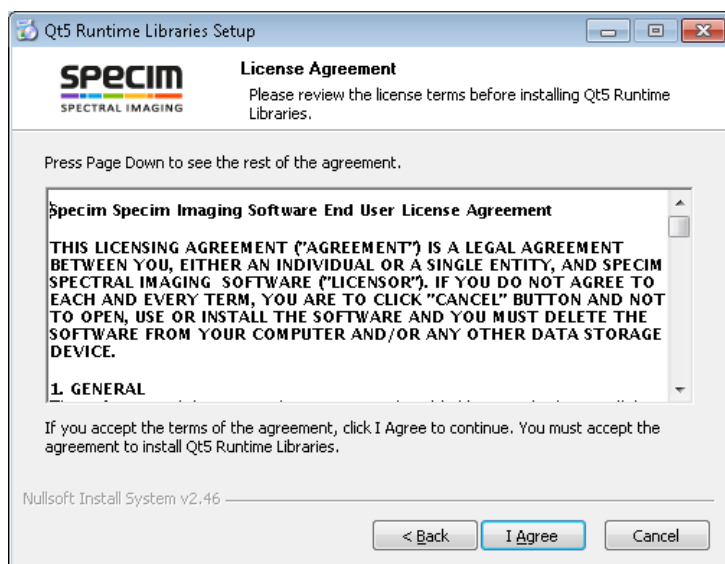 Qt5 Runtime Libraries Setup
SPECIM
SPECTRAL IMAGING
License Agreement
Please review the license terms before installing Qt5 Runtime
Libraries.
Press Page Down to see the rest of the agreement.
Specim Specim Imaging Software End User License Agreement
THIS LICENSING AGREEMENT ("AGREEMENT") IS A LEGAL AGREEMENT
BETWEEN YOU, EITHER AN INDIVIDUAL OR A SINGLE ENTITY, AND SPECIM
SPECTRAL IMAGING  SOFTWARE ("LICENSOR"). IF YOU DO NOT AGREE TO
EACH AND EVERY TERM, YOU ARE TO CLICK "CANCEL" BUTTON AND NOT
TO OPEN, USE OR INSTALL THE SOFTWARE AND YOU MUST DELETE THE
SOFTWARE FROM YOUR COMPUTER AND/OR ANY OTHER DATA STORAGE
DEVICE.
1. GENERAL
If you accept the terms of the agreement, click I Agree to continue. You must accept the
agreement to install Qt5 Runtime Libraries.
Nullsoft Install System v2.46
< Back
I Agree
Cancel